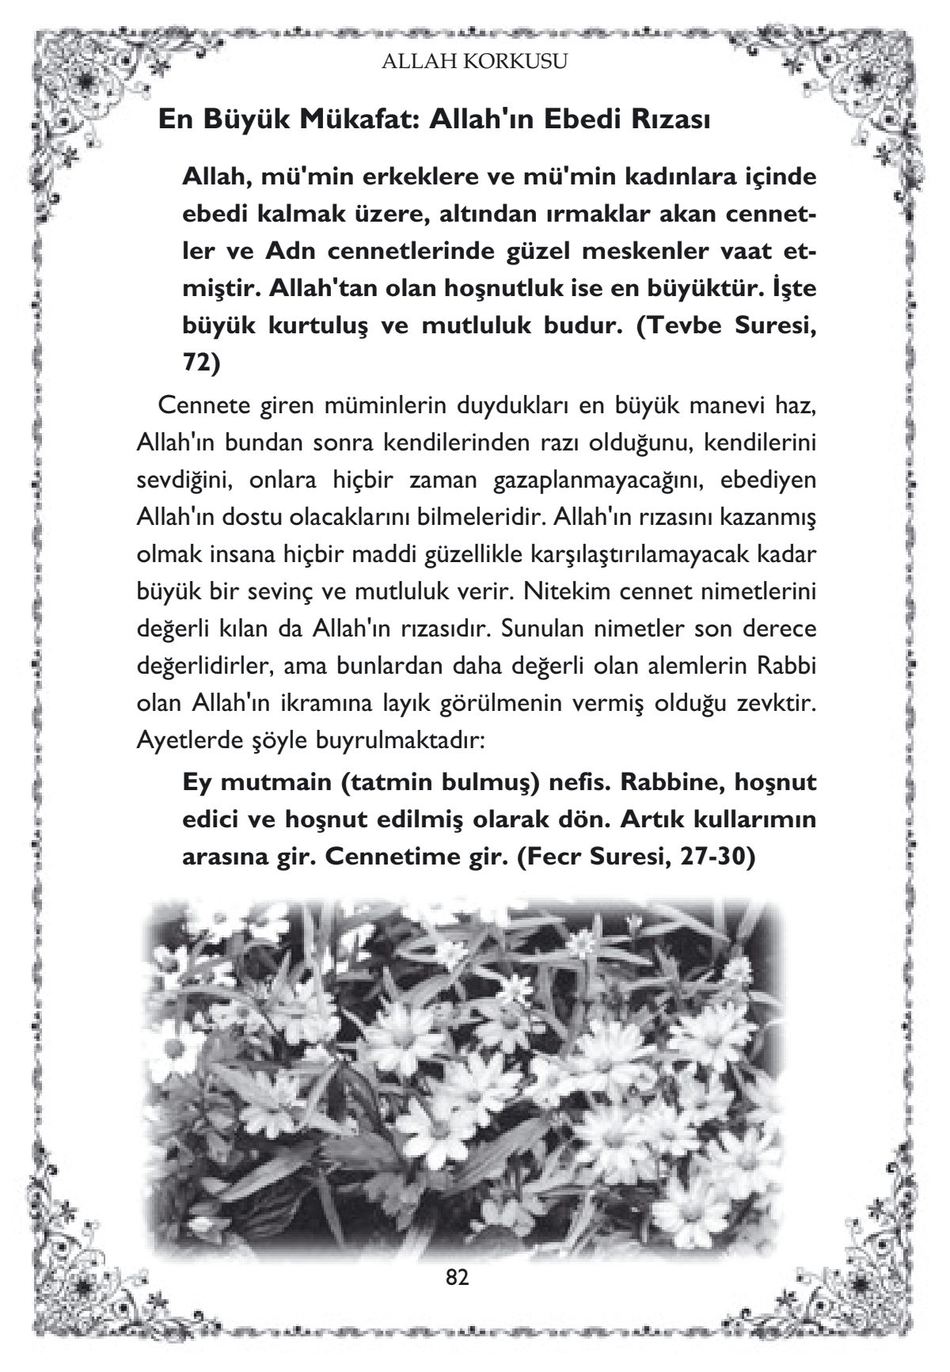 ALLAH KORKUSU
En Büyük Mükafat: Allah'ın Ebedi Rızası
Allah, mü'min erkeklere ve mü'min kadınlara içinde
ebedi kalmak üzere, altından ırmaklar akan cennet-
ler ve Adn cennetlerinde güzel meskenler vaat et-
miştir. Allah'tan olan hoşnutluk ise en büyüktür. İşte
büyük kurtuluş ve mutluluk budur. (Tevbe Suresi,
72)
Cennete giren müminlerin duydukları en büyük manevi haz,
Allah'ın bundan sonra kendilerinden razı olduğunu, kendilerini
sevdiğini, onlara hiçbir zaman gazaplanmayacağını, ebediyen
Allah'ın dostu olacaklarını bilmeleridir. Allah'ın rızasını kazanmış
olmak insana hiçbir maddi güzellikle karşılaştırılamayacak kadar
büyük bir sevinç ve mutluluk verir. Nitekim cennet nimetlerini
değerli kılan da Allah'ın rızasıdır. Sunulan nimetler son derece
değerlidirler, ama bunlardan daha değerli olan alemlerin Rabbi
olan Allah'ın ikramına layık görülmenin vermiş olduğu zevktir.
Ayetlerde şöyle buyrulmaktadır:
Ey mutmain (tatmin bulmuş) nefis. Rabbine, hoşnut
edici ve hoşnut edilmiş olarak dön. Artık kullarımın
arasına gir. Cennetime gir. (Fecr Suresi, 27-30)
82